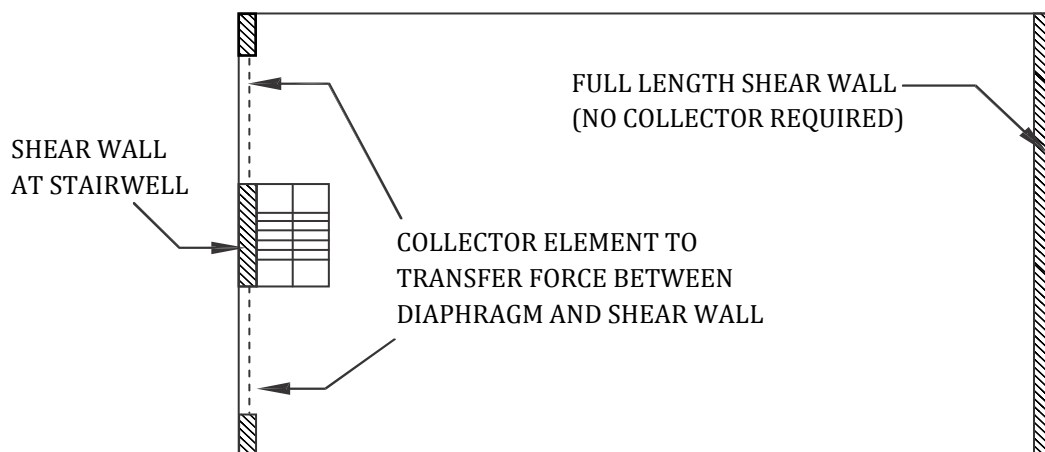 FULL LENGTH SHEAR WALL
(NO COLLECTOR REQUIRED)
SHEAR WALL
AT STAIRWELL
COLLECTOR ELEMENT TO
TRANSFER FORCE BETWEEN
DIAPHRAGM AND SHEAR WALL